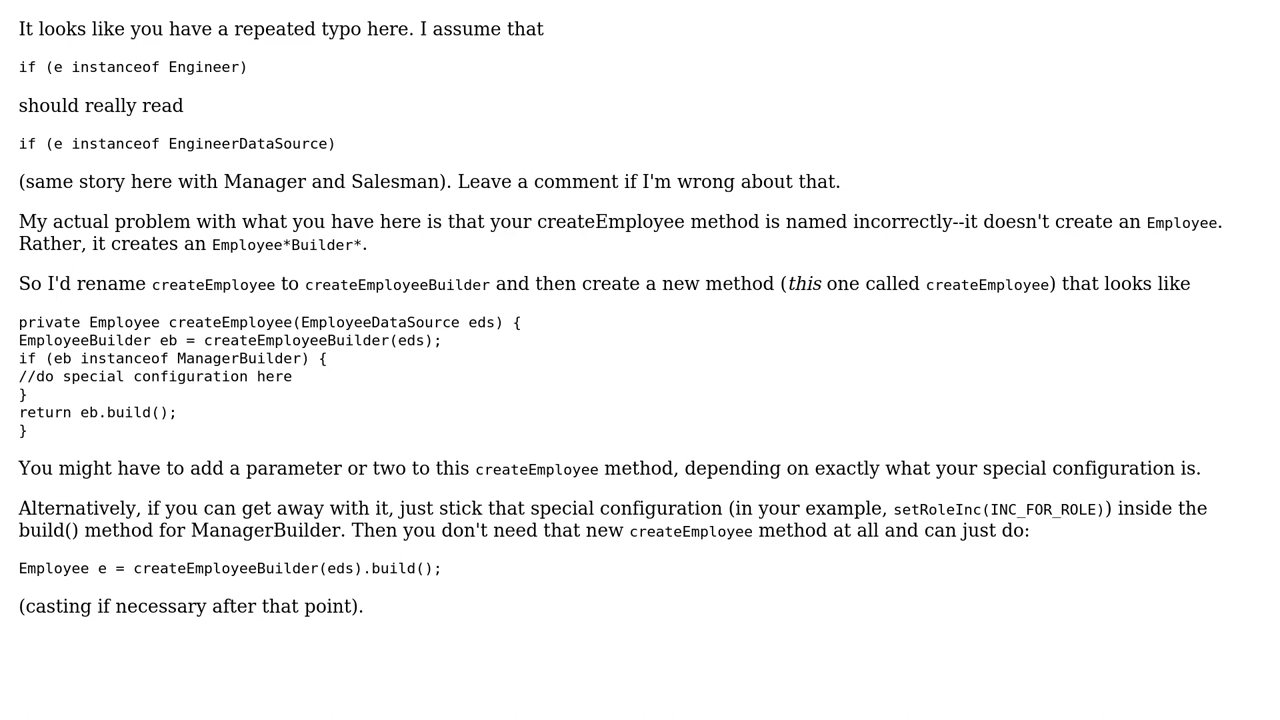 It looks like you have a repeated typo here. I assume that
if (e instanceof Engineer)
should really read
if (e instanceof EngineerDataSource)
(same story here with Manager and Salesman). Leave a comment if I'm wrong about that.
My actual problem with what you have here is that your createEmployee method is named incorrectly--it doesn't create an Employee.
Rather, it creates an Employee*Builder*.
So I'd rename createEmployee to createEmployeeBuilder and then create a new method (this one called createEmployee) that looks like
private Employee createEmployee(EmployeeDataSource eds) {
EmployeeBuilder eb = createEmployeeBuilder(eds);
if (eb instanceof ManagerBuilder) {
//do special configuration here
}
return eb.build();
}
You might have to add a parameter or two to this createEmployee method, depending on exactly what your special configuration is.
Alternatively, if you can get away with it, just stick that special configuration (in your example, setRoleInc(INC_FOR_ROLE)) inside the
build() method for ManagerBuilder. Then you don't need that new createEmployee method at all and can just do:
Employee e = createEmployeeBuilder(eds).build();
(casting if necessary after that point).